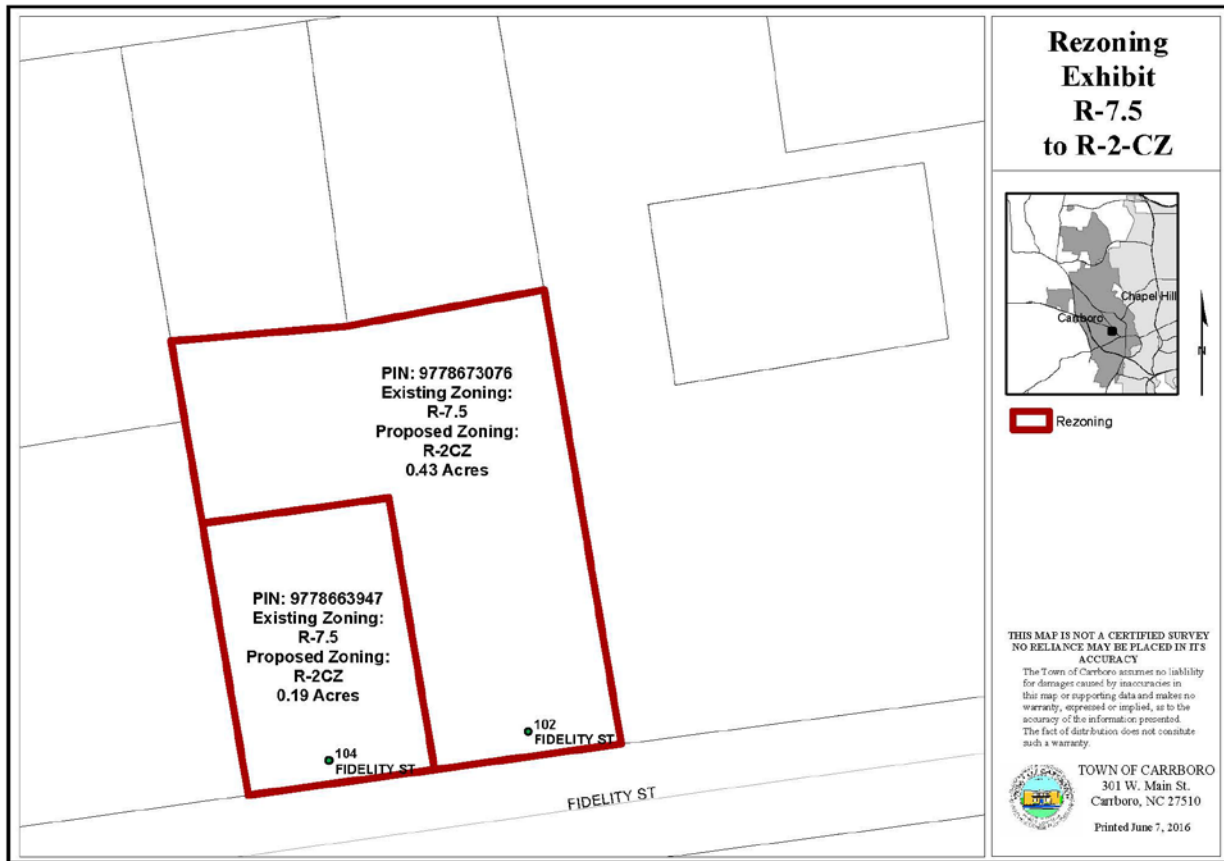 Rezoning
Exhibit
R-7.5
to R-2-CZ
Chapel Hill
Carrboro
N
Rezoning
PIN: 9778673076
Existing Zoning:
R-7.5
Proposed Zoning:
R-2CZ
0.43 Acres
PIN: 9778663947
Existing Zoning:
R-7.5
Proposed Zoning:
R-2CZ
0.19 Acres
102
FIDELITY ST
104
FIDELITY ST
FIDELITY ST
THIS MAP IS NOT A CERTIFIED SURVEY
NO RELIANCE MAY BE PLACED IN ITS
ACCURACY
The Town of Carrboro assumes no liablility
for damages caused by inaccuracies in
this map or supporting data and makes no
warranty, expressed or implied, as to the
accuracy of the information presented.
The fact of distribution does not consitute
such a warranty.
TOWN OF CARRBORO
301 W. Main St.
Carrboro, NC 27510
Printed June 7, 2016